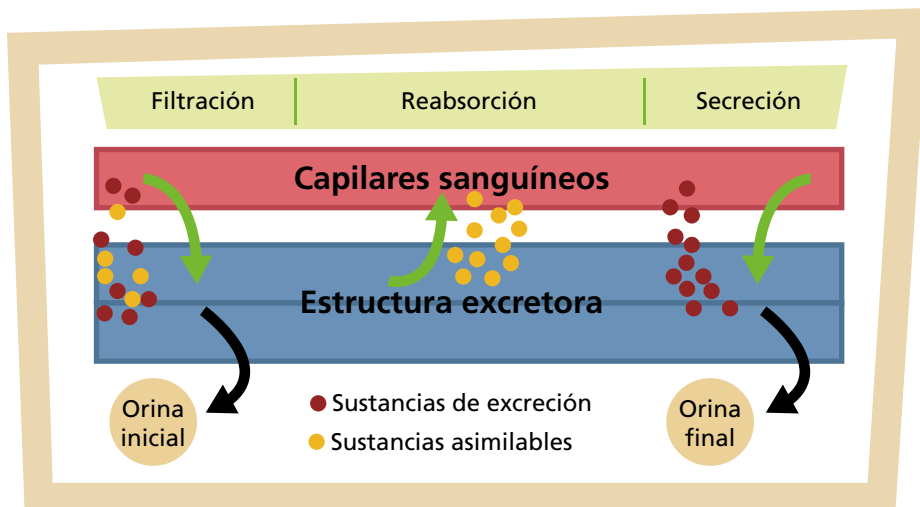 Filtración
Reabsorción
Secreción
Capilares sanguíneos
Estructura excretora
Orina
inicial
Sustancias de excreción
Sustancias asimilables
Orina
final